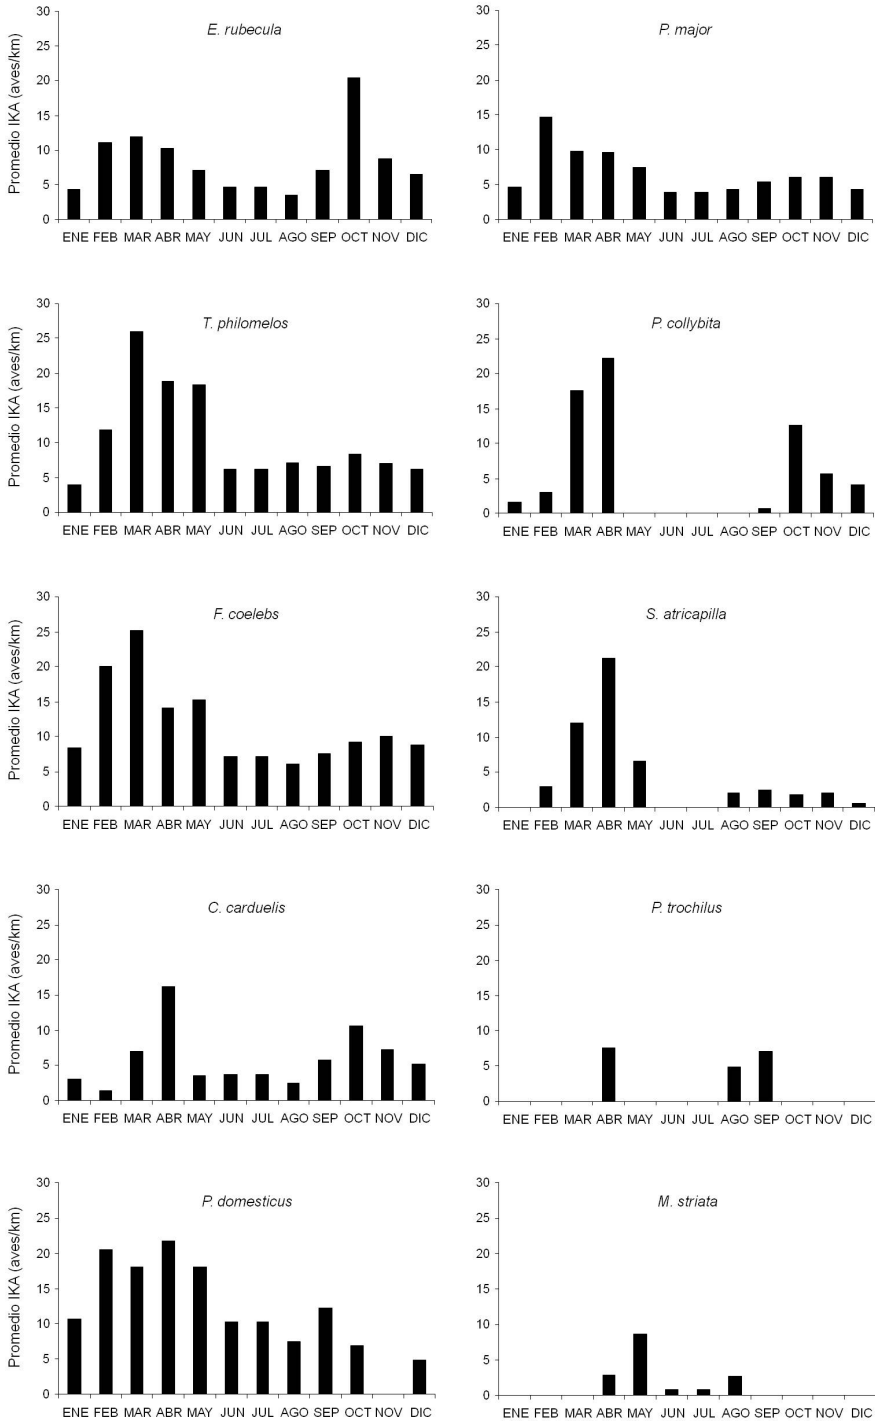 E. rubecula
Promedio IKA (aves/km)
30
25
20
15
10
5
0
ENE FEB MAR ABR MAY JUN JUL AGO SEP OCT NOV DIC
P. major
30
25
20
15
10
5
0
ENE FEB MAR ABR MAY JUN JUL AGO SEP OCT NOV DIC
T. philomelos
Promedio IKA (aves/km)
30
25
20
15
10
5
0
ENE FEB MAR ABR MAY JUN JUL AGO SEP OCT NOV DIC
P. collybita
30
25
20
15
10
5
0
ENE FEB MAR ABR MAY JUN JUL AGO SEP OCT NOV DIC
F. coelebs
Promedio IKA (aves/km)
30
25
20
15
10
5
0
ENE FEB MAR ABR MAY JUN JUL AGO SEP OCT NOV DIC
S. atricapilla
30
25
20
15
10
5
0
ENE FEB MAR ABR MAY JUN JUL AGO SEP OCT NOV DIC
C. carduelis
Promedio IKA (aves/km)
30
25
20
15
10
5
0
ENE FEB MAR ABR MAY JUN JUL AGO SEP OCT NOV DIC
P. trochilus
30
25
20
15
10
5
0
ENE FEB MAR ABR MAY JUN JUL AGO SEP OCT NOV DIC
P. domesticus
Promedio IKA (aves/km)
30
25
20
15
10
5
0
ENE FEB MAR ABR MAY JUN JUL AGO SEP OCT NOV DIC
M. striata
30
25
20
15
10
5
0
ENE FEB MAR ABR MAY JUN JUL AGO SEP OCT NOV DIC